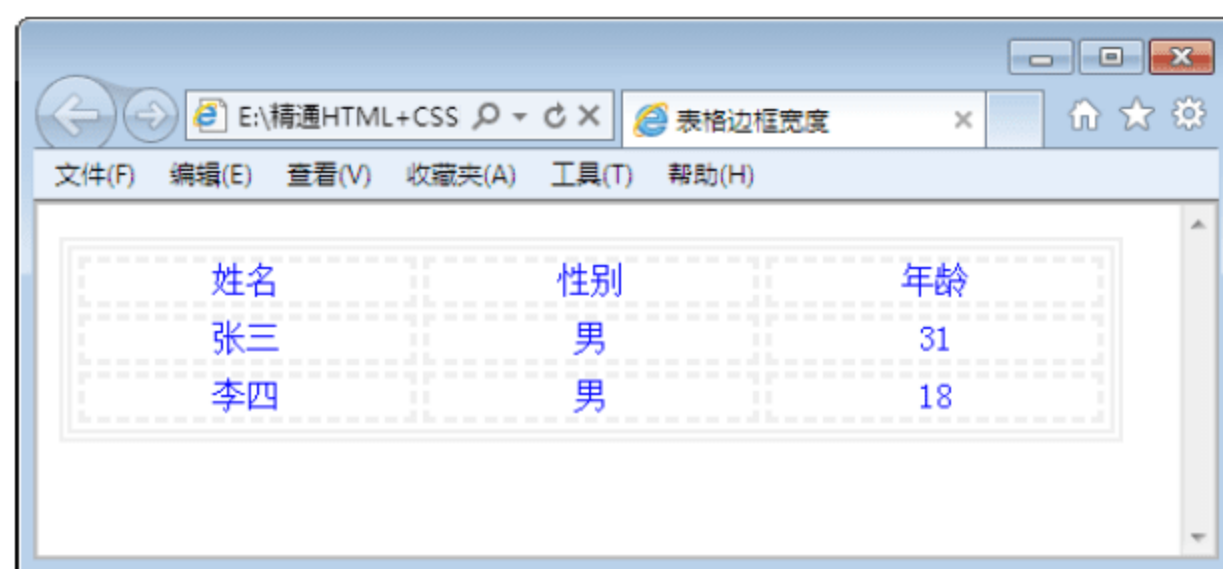 E:\精通HTML+CSS 表格边框宽度
文件(F) 编辑(E) 查看(V) 收藏夹(A) 工具(T) 帮助(H)
姓名 性别 年龄
张三 男 31
李四 男 18